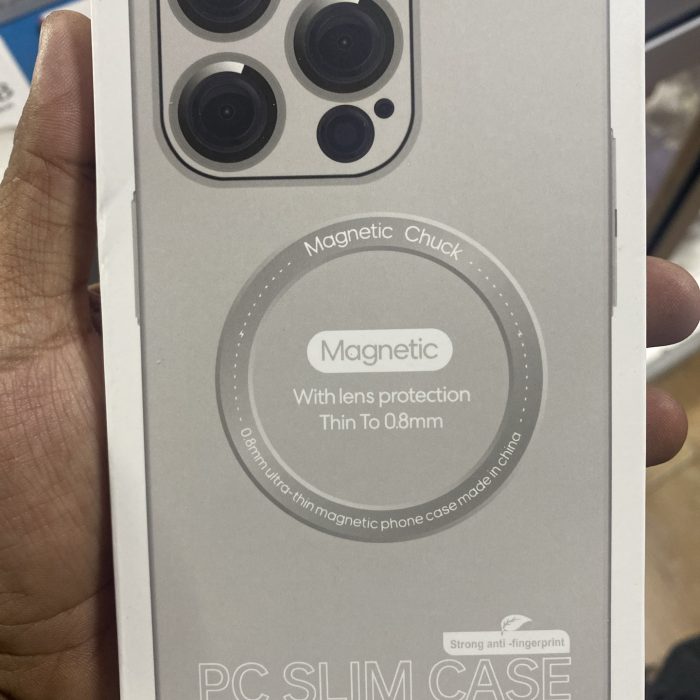 Magnetic Chuck
Magnetic
With lens protection
Thin To 0.8mm
0.8mm ultra-thin magnetic phone case made in china
Strong anti -fingerprint
PC SLIM CASE